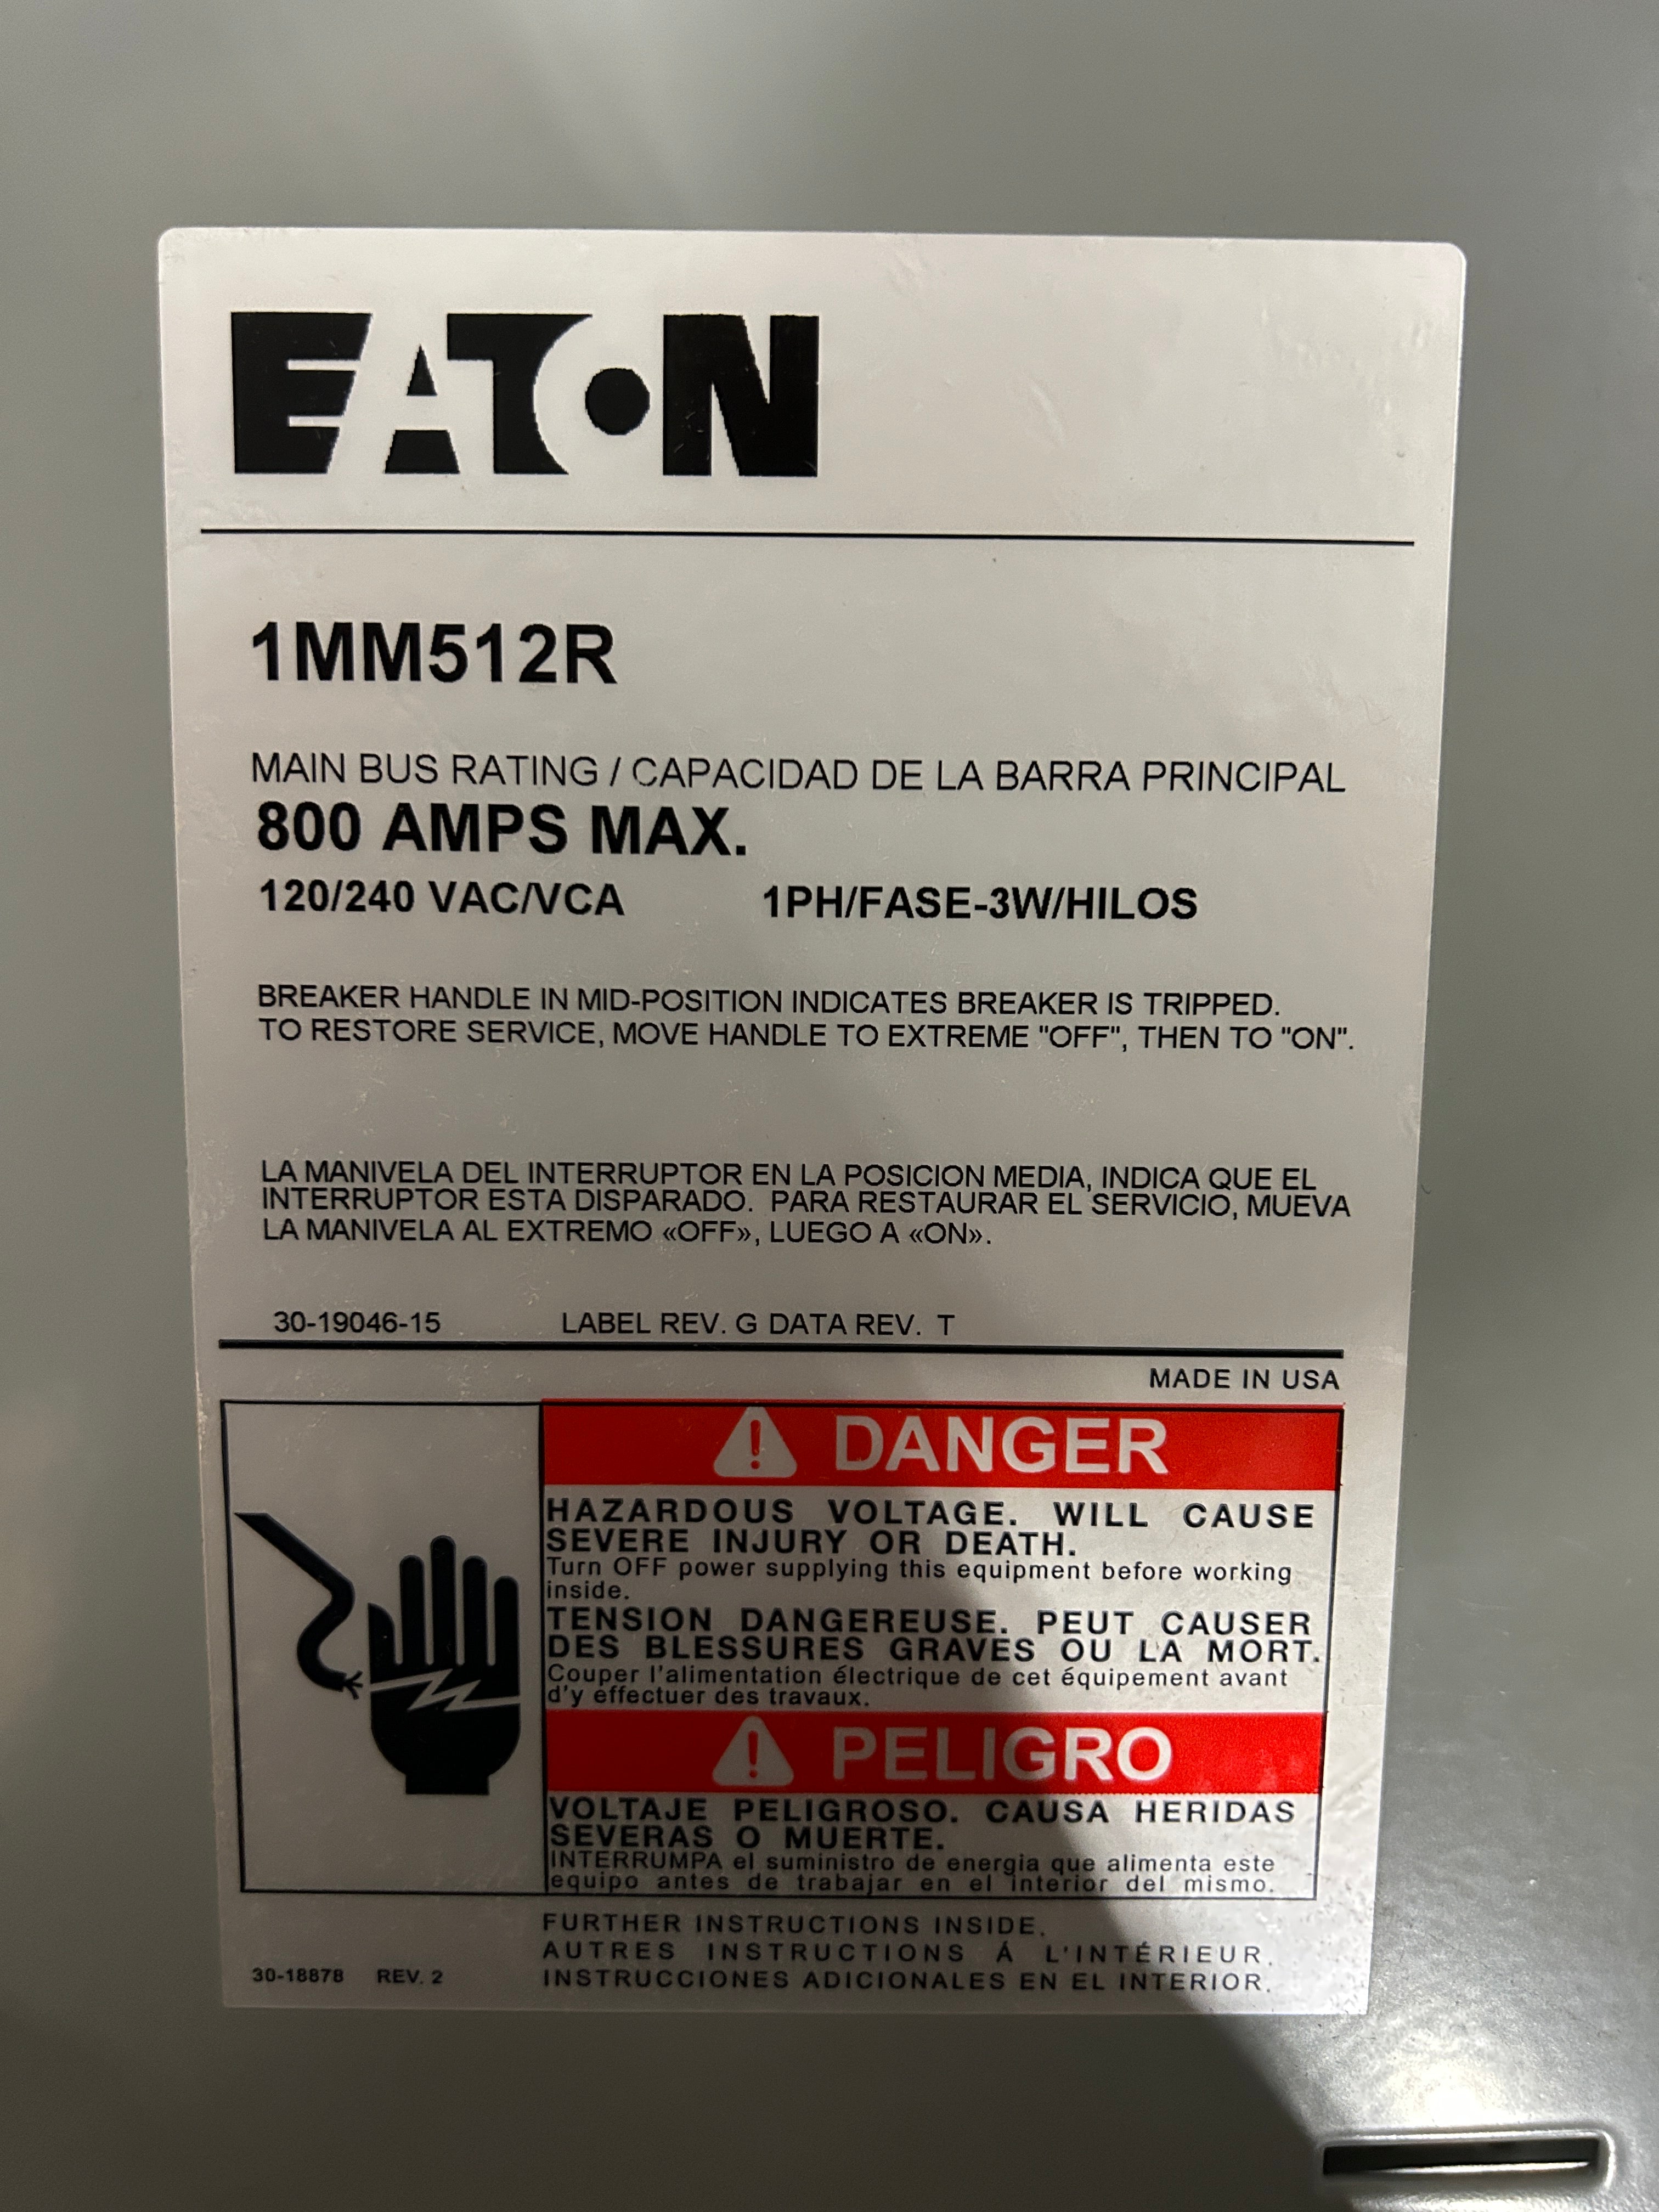 EATON
1MM512R
MAIN BUS RATING / CAPACIDAD DE LA BARRA PRINCIPAL
800 AMPS MAX.
120/240 VAC/VCA 1PH/FASE-3W/HILOS
BREAKER HANDLE IN MID-POSITION INDICATES BREAKER IS TRIPPED.
TO RESTORE SERVICE, MOVE HANDLE TO EXTREME "OFF", THEN TO "ON".
LA MANIVELA DEL INTERRUPTOR EN LA POSICION MEDIA, INDICA QUE EL
INTERRUPTOR ESTA DISPARADO. PARA RESTAURAR EL SERVICIO, MUEVA
LA MANIVELA AL EXTREMO «OFF», LUEGO A «ON».
30-19046-15 LABEL REV. G DATA REV. T
MADE IN USA
DANGER
HAZARDOUS VOLTAGE. WILL CAUSE
SEVERE INJURY OR DEATH.
Turn OFF power supplying this equipment before working
inside.
TENSION DANGEREUSE. PEUT CAUSER
DES BLESSURES GRAVES OU LA MORT.
Couper l'alimentation électrique de cet équipement avant
d'y effectuer des travaux.
PELIGRO
VOLTAJE PELIGROSO. CAUSA HERIDAS
SEVERAS O MUERTE.
INTERRUMPA el suministro de energia que alimenta este
equipo antes de trabajar en el interior del mismo.
FURTHER INSTRUCTIONS INSIDE.
AUTRES INSTRUCTIONS Á L'INTÉRIEUR.
30-18878 REV. 2 INSTRUCCIONES ADICIONALES EN EL INTERIOR.